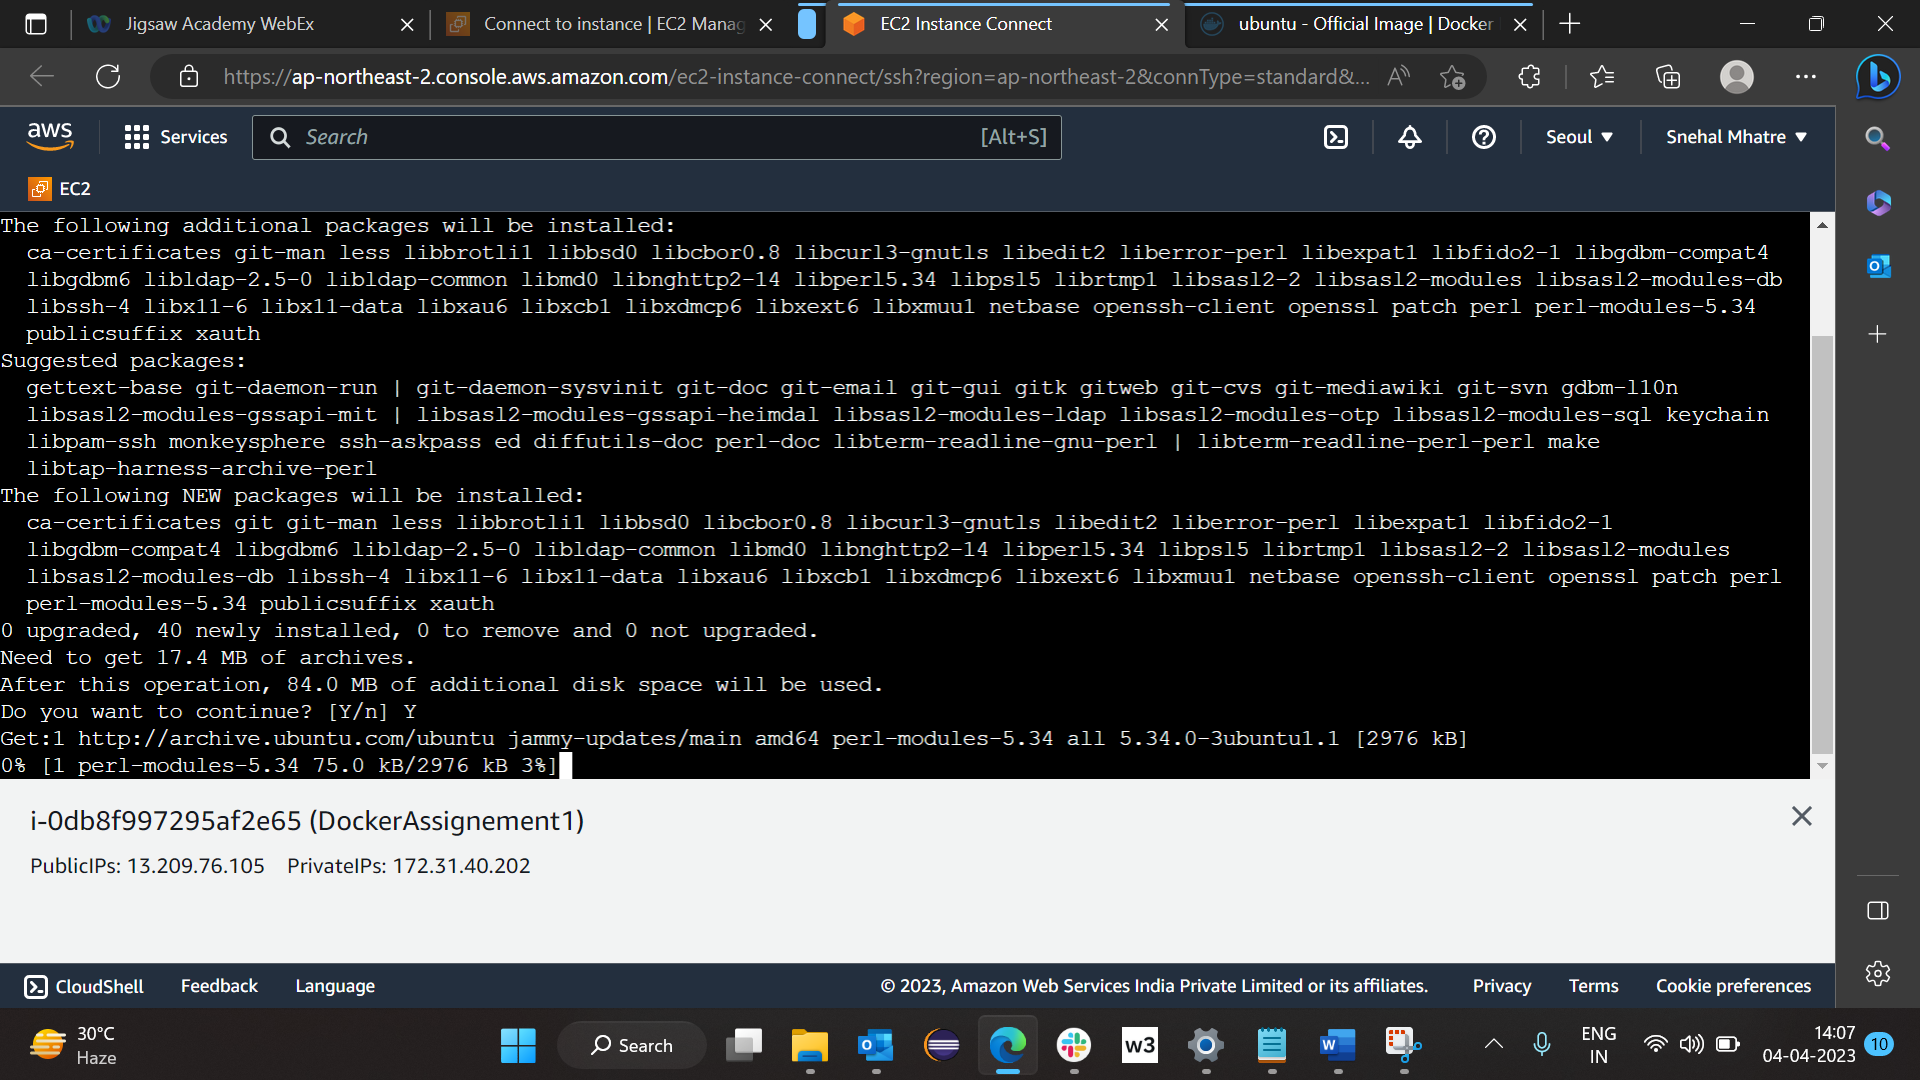 Jigsaw Academy WebEx
Connect to instance | EC2 Manag
EC2 Instance Connect
ubuntu - Official Image | Docker
https://ap-northeast-2.console.aws.amazon.com/ec2-instance-connect/ssh?region=ap-northeast-2&connType=standard&...
aws
Services
Search
[Alt+S]
Seoul
Snehal Mhatre
EC2
The following additional packages will be installed:
ca-certificates git-man less libbrotli1 libbsd0 libcbor0.8 libcurl3-gnutls libedit2 liberror-perl libexpat1 libfido2-1 libgdbm-compat4
libgdbm6 libldap-2.5-0 libldap-common libmd0 libnghttp2-14 libperl5.34 libpsl5 librtmp1 libsasl2-2 libsasl2-modules libsasl2-modules-db
libssh-4 libx11-6 libx11-data libxau6 libxcb1 libxdmcp6 libxext6 libxmuu1 netbase openssh-client openssl patch perl perl-modules-5.34
publicsuffix xauth
Suggested packages:
gettext-base git-daemon-run | git-daemon-sysvinit git-doc git-email git-gui gitk gitweb git-cvs git-mediawiki git-svn gdbm-l10n
libsasl2-modules-gssapi-mit | libsasl2-modules-gssapi-heimdal libsasl2-modules-ldap libsasl2-modules-otp libsasl2-modules-sql keychain
libpam-ssh monkeysphere ssh-askpass ed diffutils-doc perl-doc libterm-readline-gnu-perl | libterm-readline-perl-perl make
libtap-harness-archive-perl
The following NEW packages will be installed:
ca-certificates git git-man less libbrotli1 libbsd0 libcbor0.8 libcurl3-gnutls libedit2 liberror-perl libexpat1 libfido2-1
libgdbm-compat4 libgdbm6 libldap-2.5-0 libldap-common libmd0 libnghttp2-14 libperl5.34 libpsl5 librtmp1 libsasl2-2 libsasl2-modules
libsasl2-modules-db libssh-4 libx11-6 libx11-data libxau6 libxcb1 libxdmcp6 libxext6 libxmuu1 netbase openssh-client openssl patch perl
perl-modules-5.34 publicsuffix xauth
0 upgraded, 40 newly installed, 0 to remove and 0 not upgraded.
Need to get 17.4 MB of archives.
After this operation, 84.0 MB of additional disk space will be used.
Do you want to continue? [Y/n] Y
Get:1 http://archive.ubuntu.com/ubuntu jammy-updates/main amd64 perl-modules-5.34 all 5.34.0-3ubuntu1.1 [2976 kB]
0% [1 perl-modules-5.34 75.0 kB/2976 kB 3%]
i-0db8f997295af2e65 (DockerAssignement1)
PublicIPs: 13.209.76.105 PrivateIPs: 172.31.40.202
CloudShell
Feedback
Language
© 2023, Amazon Web Services India Private Limited or its affiliates.
Privacy
Terms
Cookie preferences
30°C
Haze
Search
w3
ENG
IN
14:07
04-04-2023
10